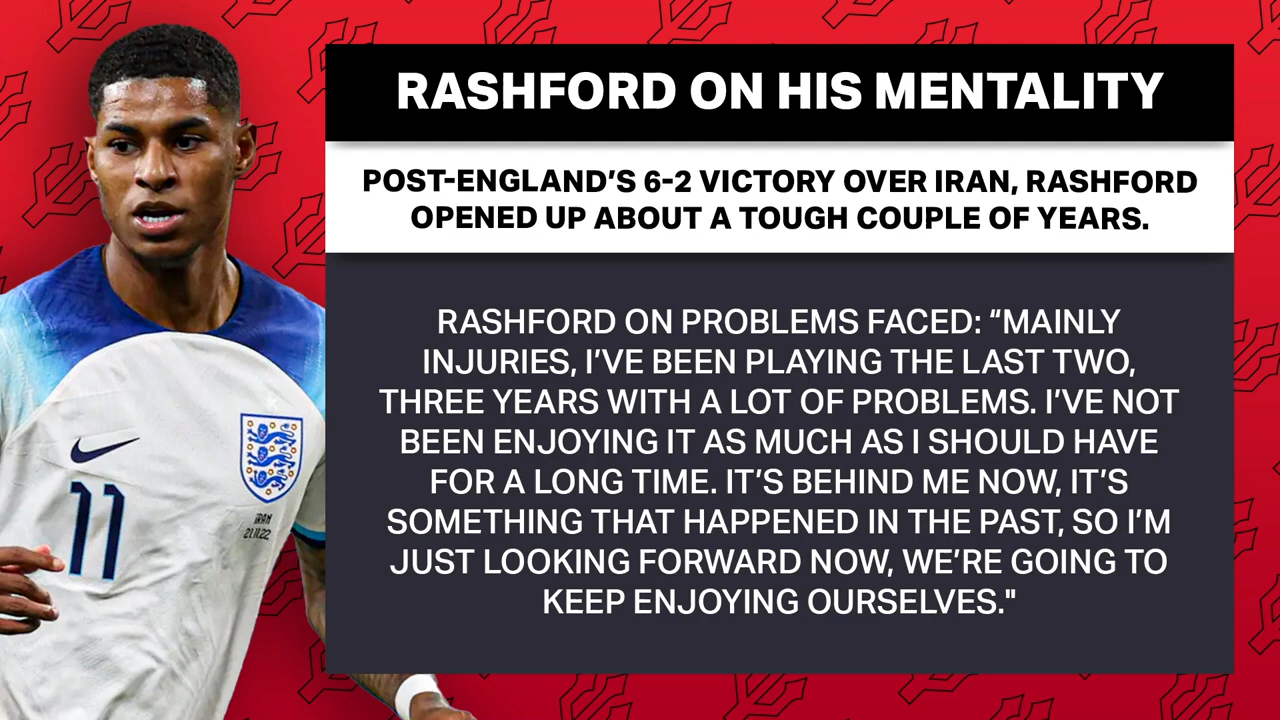 RASHFORD ON HIS MENTALITY
POST-ENGLAND’S 6-2 VICTORY OVER IRAN, RASHFORD
OPENED UP ABOUT A TOUGH COUPLE OF YEARS.
RASHFORD ON PROBLEMS FACED: “MAINLY
INJURIES, I’VE BEEN PLAYING THE LAST TWO,
THREE YEARS WITH A LOT OF PROBLEMS. I’VE NOT
BEEN ENJOYING IT AS MUCH AS I SHOULD HAVE
FOR A LONG TIME. IT’S BEHIND ME NOW, IT’S
SOMETHING THAT HAPPENED IN THE PAST, SO I’M
JUST LOOKING FORWARD NOW, WE’RE GOING TO
KEEP ENJOYING OURSELVES."
11
IRAN
21.11.22